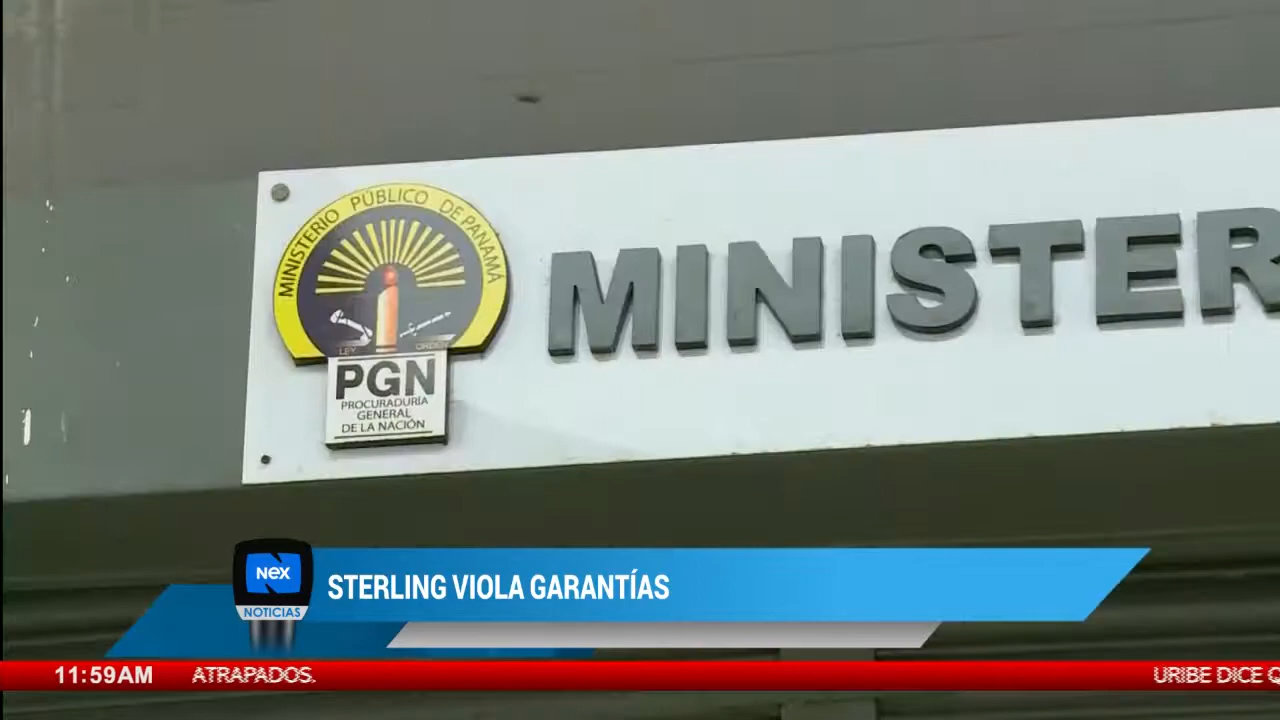 MINISTERIO PÚBLICO DE PANAMÁ
LEY ORDEN
PGN
PROCURADURÍA
GENERAL
DE LA NACIÓN
MINISTER
NEX
NOTICIAS
STERLING VIOLA GARANTÍAS
11:59AM
ATRAPADOS.
URIBE DICE Q